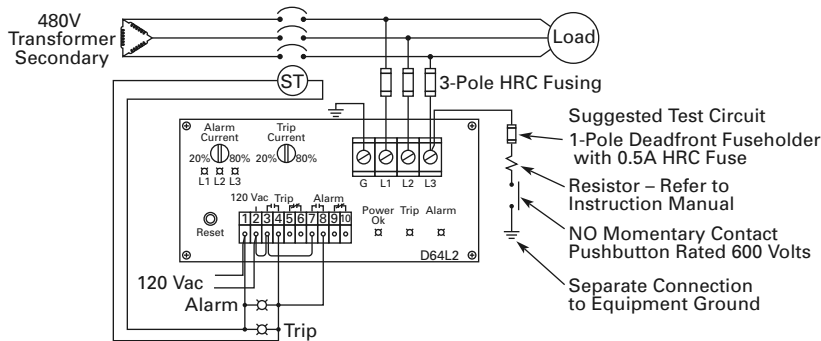 480V
Transformer
Secondary
Load
ST
3-Pole HRC Fusing
Alarm
Current
Trip
Current
20% 80% 20% 80%
L1 L2 L3
G L1 L2 L3
120 Vac Trip Alarm
1 2 3 4 5 6 7 8 9 10
Reset
Power
Ok
Trip Alarm
D64L2
120 Vac
Alarm
Trip
Suggested Test Circuit
1-Pole Deadfront Fuseholder
with 0.5A HRC Fuse
Resistor – Refer to
Instruction Manual
NO Momentary Contact
Pushbutton Rated 600 Volts
Separate Connection
to Equipment Ground